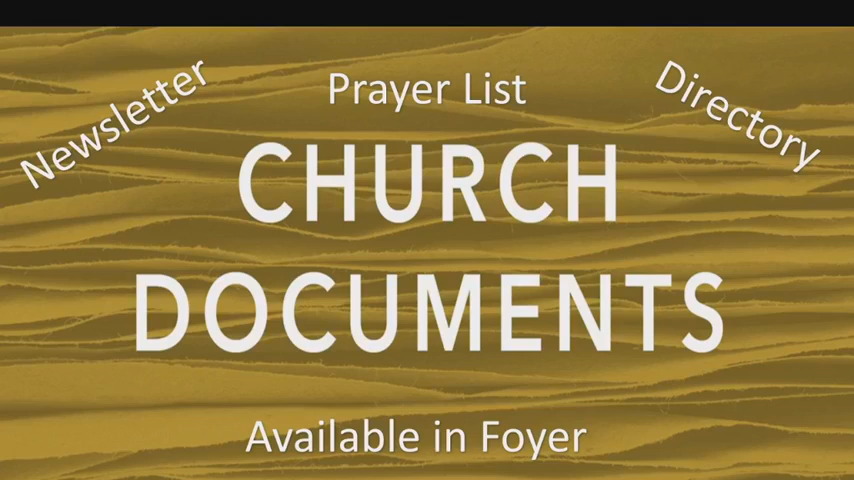 Newsletter
Prayer List
Directory
CHURCH
DOCUMENTS
Available in Foyer